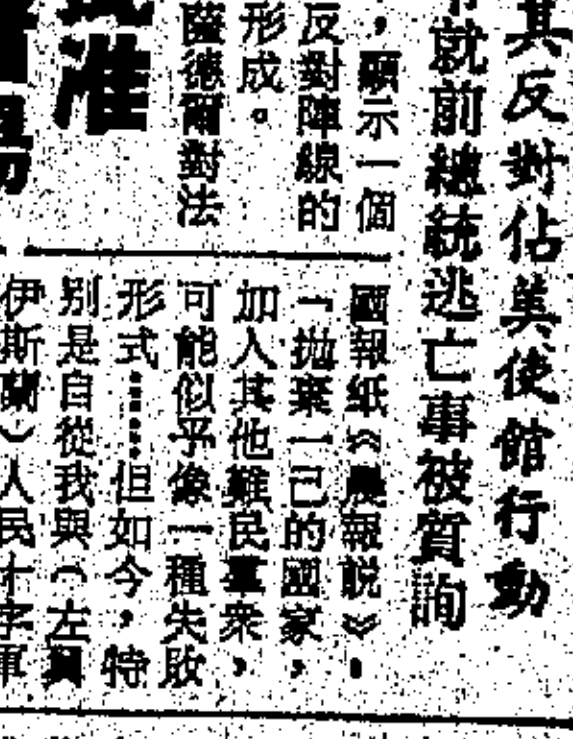 其反對佔美使館行動
就前總統逃亡事被質詢
，顯示一個
反對陣線的
形成。
薩德爾對法
國報紙《晨報説》，
「拋棄一已的國家，
加入其他難民羣衆，
可能似乎像一種失敗
形式……但如今，特
別是自從我與（左翼
伊斯蘭）人民十字軍
准